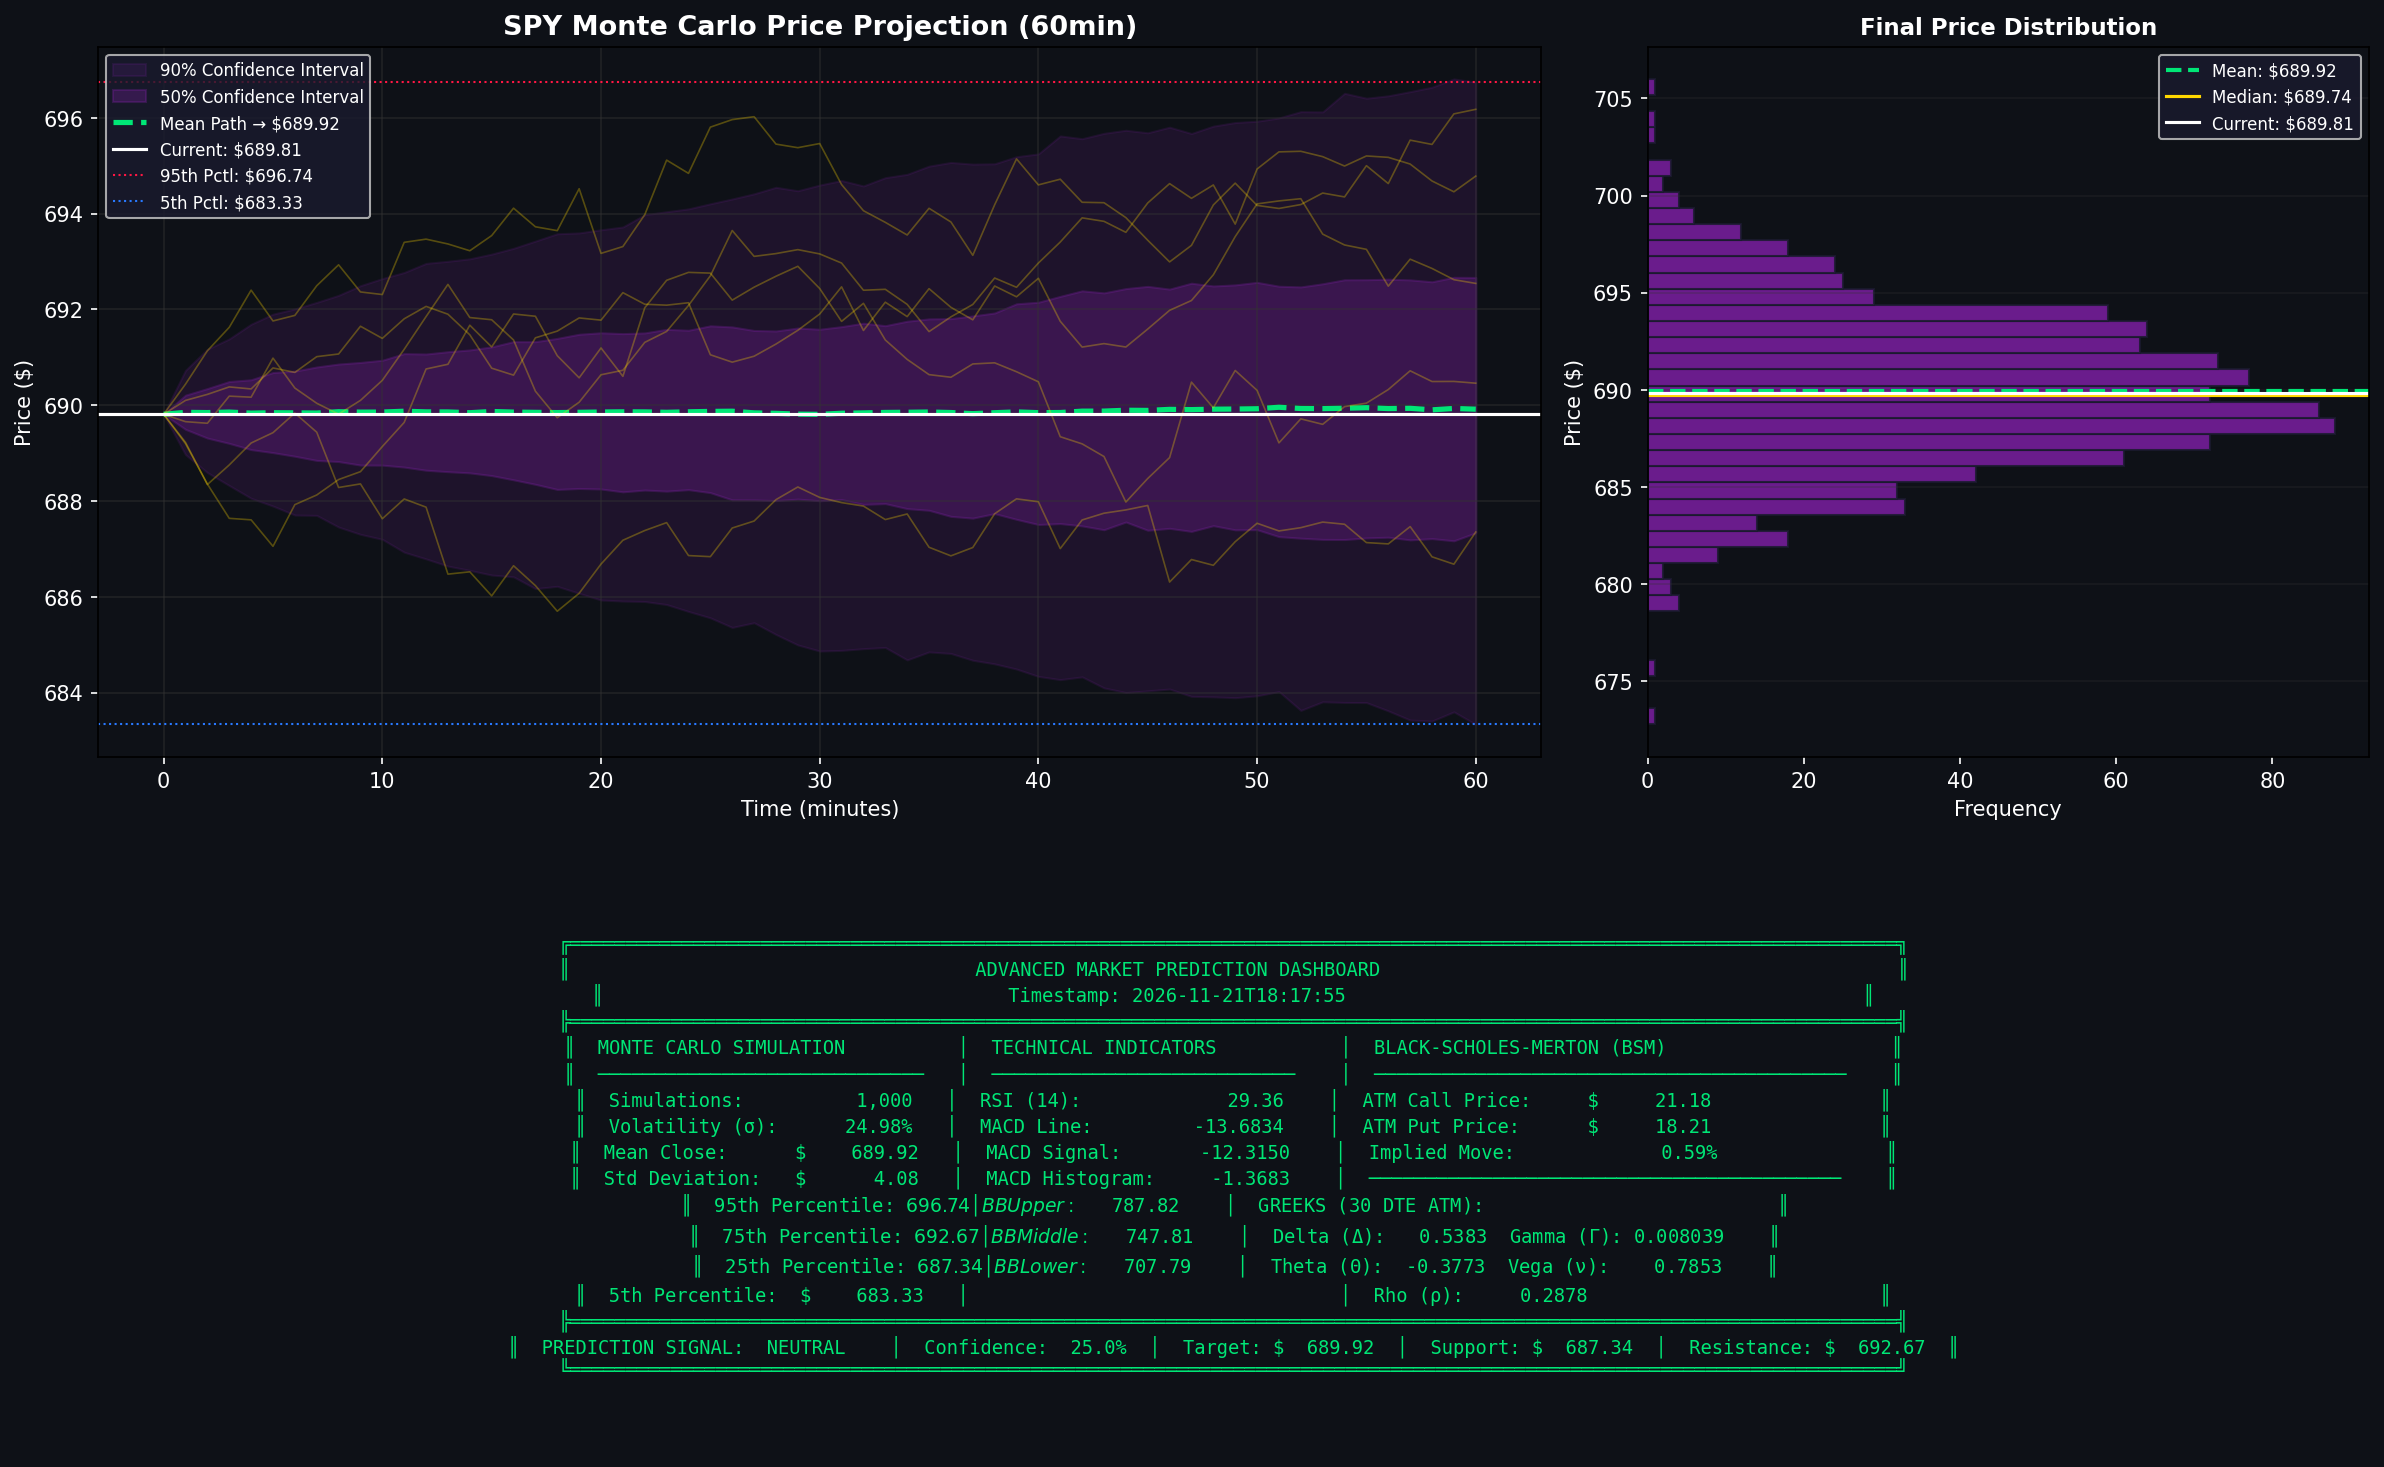 SPY Monte Carlo Price Projection (60min)
90% Confidence Interval
50% Confidence Interval
Mean Path → $689.92
Current: $689.81
95th Pctl: $696.74
5th Pctl: $683.33
Price ($)
696
694
692
690
688
686
684
0 10 20 30 40 50 60
Time (minutes)
Final Price Distribution
Mean: $689.92
Median: $689.74
Current: $689.81
Price ($)
705
700
695
690
685
680
675
0 20 40 60 80
Frequency
ADVANCED MARKET PREDICTION DASHBOARD
Timestamp: 2026-11-21T18:17:55
MONTE CARLO SIMULATION │ TECHNICAL INDICATORS │ BLACK-SCHOLES-MERTON (BSM)
Simulations: 1,000 │ RSI (14): 29.36 │ ATM Call Price: $ 21.18
Volatility (σ): 24.98% │ MACD Line: -13.6834 │ ATM Put Price: $ 18.21
Mean Close: $ 689.92 │ MACD Signal: -12.3150 │ Implied Move: 0.59%
Std Deviation: $ 4.08 │ MACD Histogram: -1.3683 │
95th Percentile: 696.74│BBUpper: 787.82 │ GREEKS (30 DTE ATM):
75th Percentile: 692.67│BBMiddle: 747.81 │ Delta (Δ): 0.5383 Gamma (Γ): 0.008039
25th Percentile: 687.34│BBLower: 707.79 │ Theta (Θ): -0.3773 Vega (ν): 0.7853
5th Percentile: $ 683.33 │ │ Rho (ρ): 0.2878
PREDICTION SIGNAL: NEUTRAL │ Confidence: 25.0% │ Target: $ 689.92 │ Support: $ 687.34 │ Resistance: $ 692.67